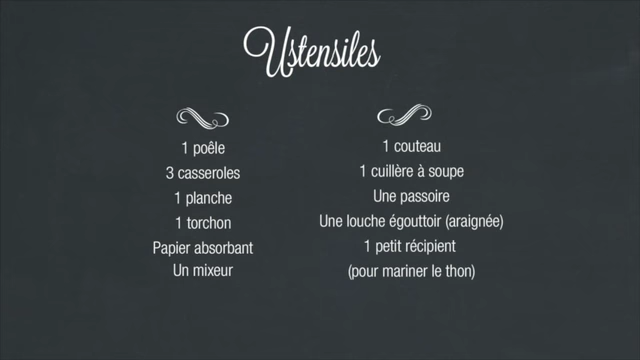 Ustensiles
1 poêle
3 casseroles
1 planche
1 torchon
Papier absorbant
Un mixeur
1 couteau
1 cuillère à soupe
Une passoire
Une louche égouttoir (araignée)
1 petit récipient
(pour mariner le thon)